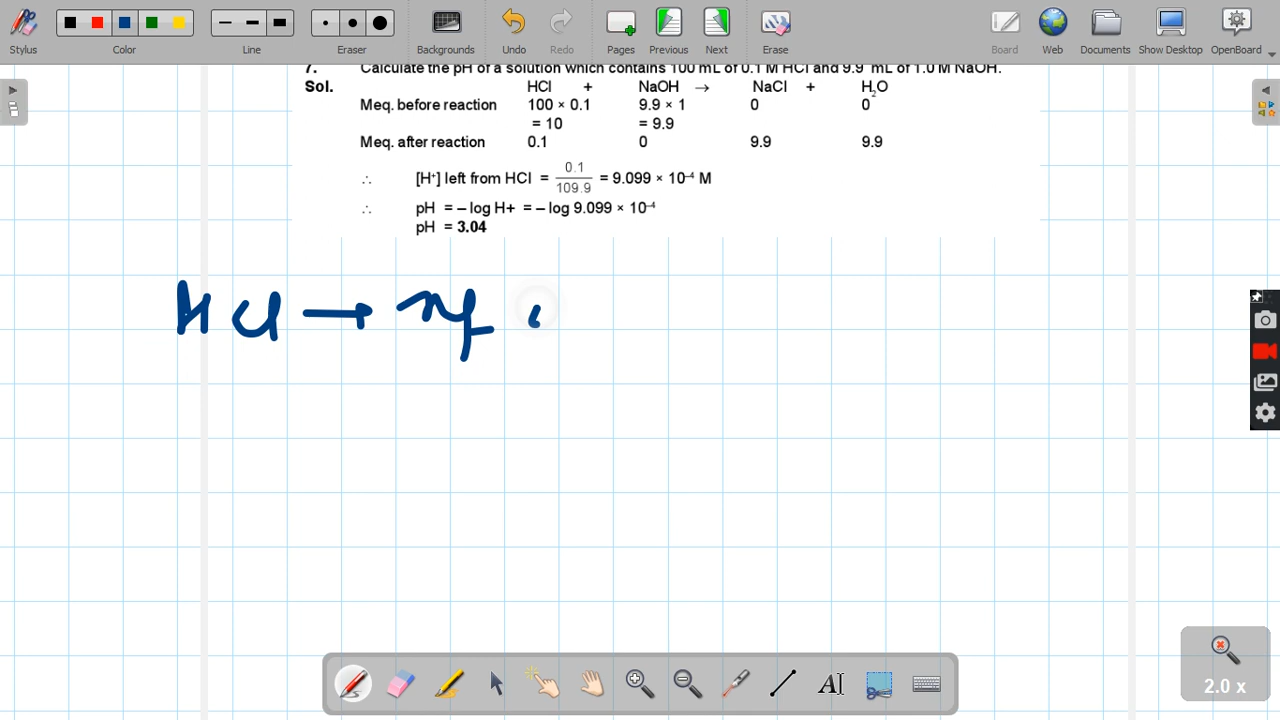 Stylus Color Line Eraser Backgrounds Undo Redo Pages Previous Next Erase Board Web Documents Show Desktop OpenBoard
7. Calculate the pH of a solution which contains 100 mL of 0.1 M HCl and 9.9 mL of 1.0 M NaOH.
Sol. HCl + NaOH → NaCl + H₂O
Meq. before reaction 100 × 0.1 9.9 × 1 0 0
= 10 = 9.9
Meq. after reaction 0.1 0 9.9 9.9
∴ [H⁺] left from HCl = 0.1/109.9 = 9.099 × 10⁻⁴ M
∴ pH = – log H+ = – log 9.099 × 10⁻⁴
pH = 3.04
HCl → nf
2.0 x